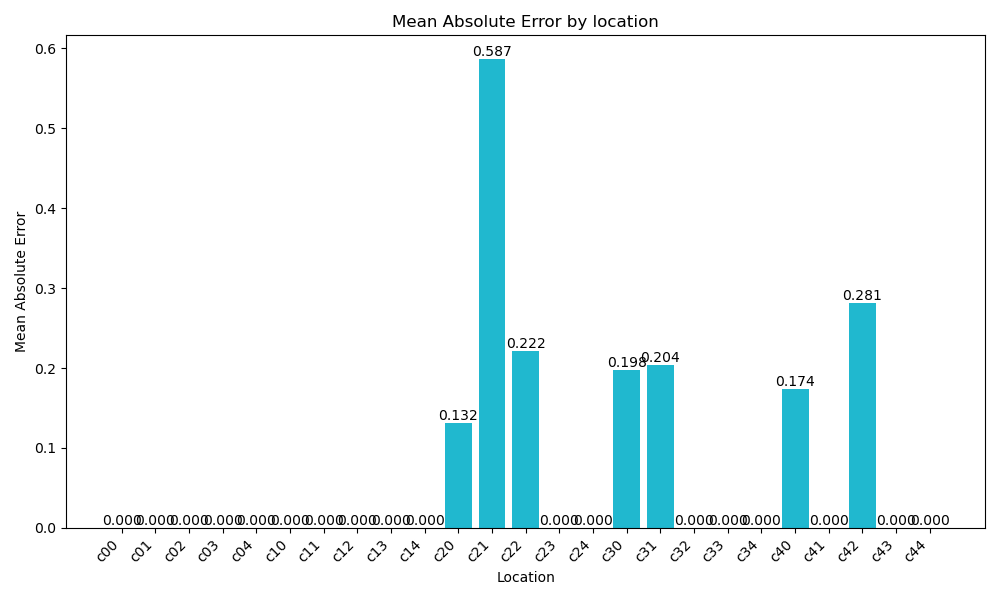 Mean Absolute Error by location
Mean Absolute Error
0.6
0.5
0.4
0.3
0.2
0.1
0.0
0.000 0.000 0.000 0.000 0.000 0.000 0.000 0.000 0.000 0.000 0.132 0.587 0.222 0.000 0.000 0.198 0.204 0.000 0.000 0.000 0.174 0.000 0.281 0.000 0.000
c00 c01 c02 c03 c04 c10 c11 c12 c13 c14 c20 c21 c22 c23 c24 c30 c31 c32 c33 c34 c40 c41 c42 c43 c44
Location